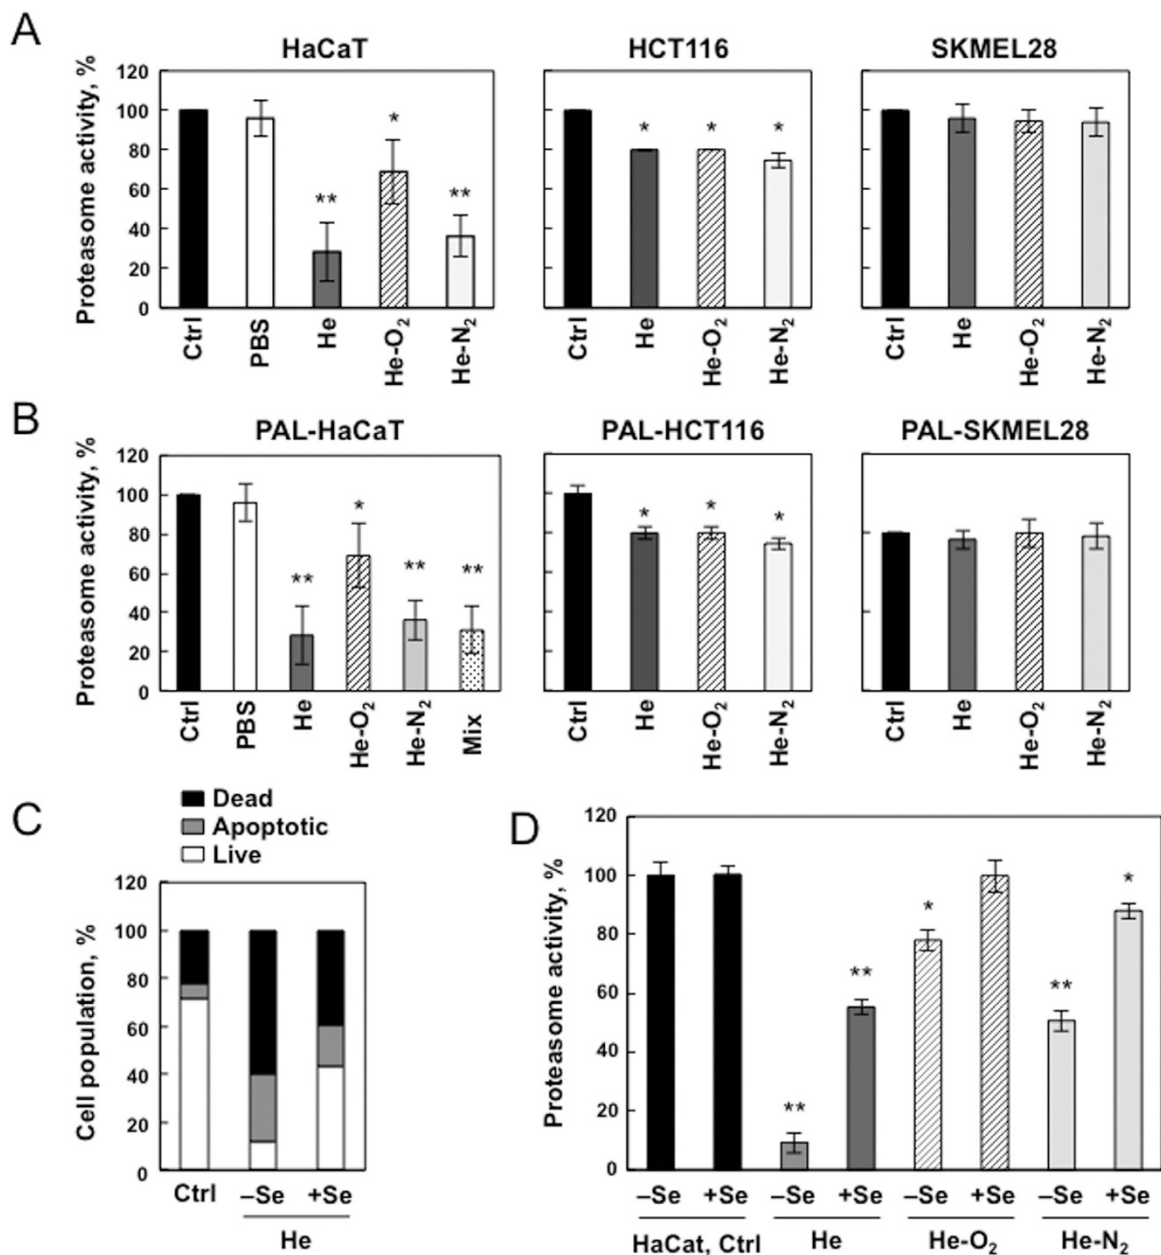 A
HaCaT
HCT116
SKMEL28
Proteasome activity, %
120
100
80
60
40
20
0
*
**
**
*
*
*
Ctrl
PBS
He
He-O₂
He-N₂
Ctrl
He
He-O₂
He-N₂
Ctrl
He
He-O₂
He-N₂
B
PAL-HaCaT
PAL-HCT116
PAL-SKMEL28
Proteasome activity, %
120
100
80
60
40
20
0
**
*
**
**
*
*
*
Ctrl
PBS
He
He-O₂
He-N₂
Mix
Ctrl
He
He-O₂
He-N₂
Ctrl
He
He-O₂
He-N₂
C
Dead
Apoptotic
Live
Cell population, %
120
100
80
60
40
20
0
Ctrl –Se +Se
He
D
Proteasome activity, %
120
100
80
60
40
20
0
**
**
*
**
*
–Se +Se –Se +Se –Se +Se –Se +Se
HaCat, Ctrl He He-O₂ He-N₂